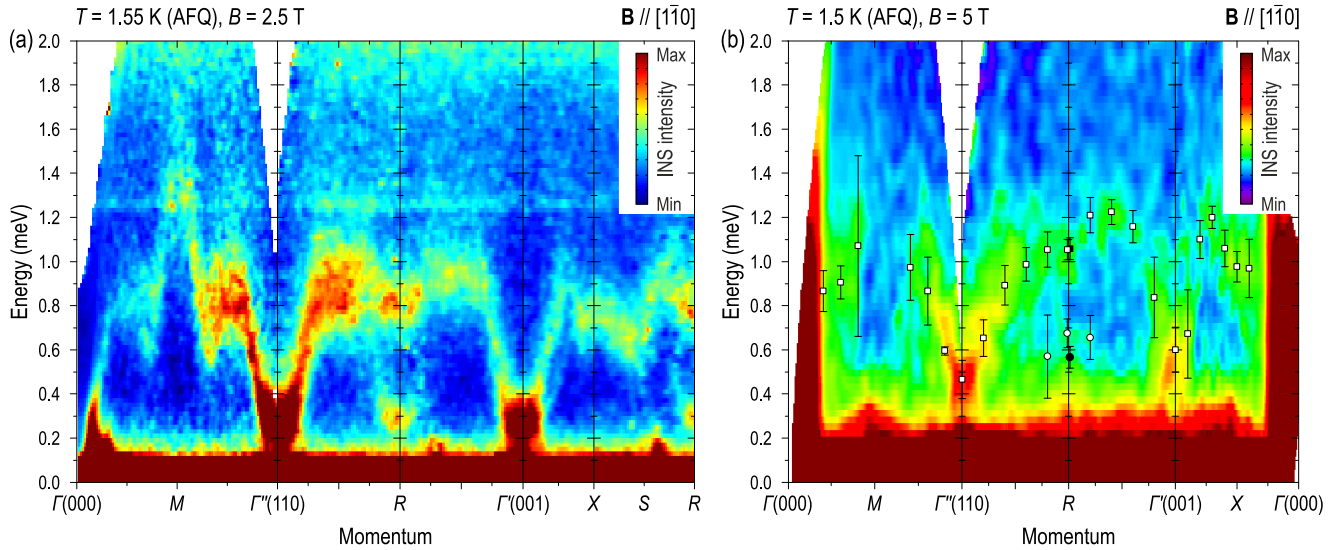 T = 1.55 K (AFQ), B = 2.5 T
B // [11̄0]
(a)
Energy (meV)
2.0
1.8
1.6
1.4
1.2
1.0
0.8
0.6
0.4
0.2
0.0
Max
INS intensity
Min
Γ(000) M Γ''(110) R Γ'(001) X S R
Momentum
T = 1.5 K (AFQ), B = 5 T
B // [11̄0]
(b)
Energy (meV)
2.0
1.8
1.6
1.4
1.2
1.0
0.8
0.6
0.4
0.2
0.0
Max
INS intensity
Min
Γ(000) M Γ''(110) R Γ'(001) X Γ(000)
Momentum